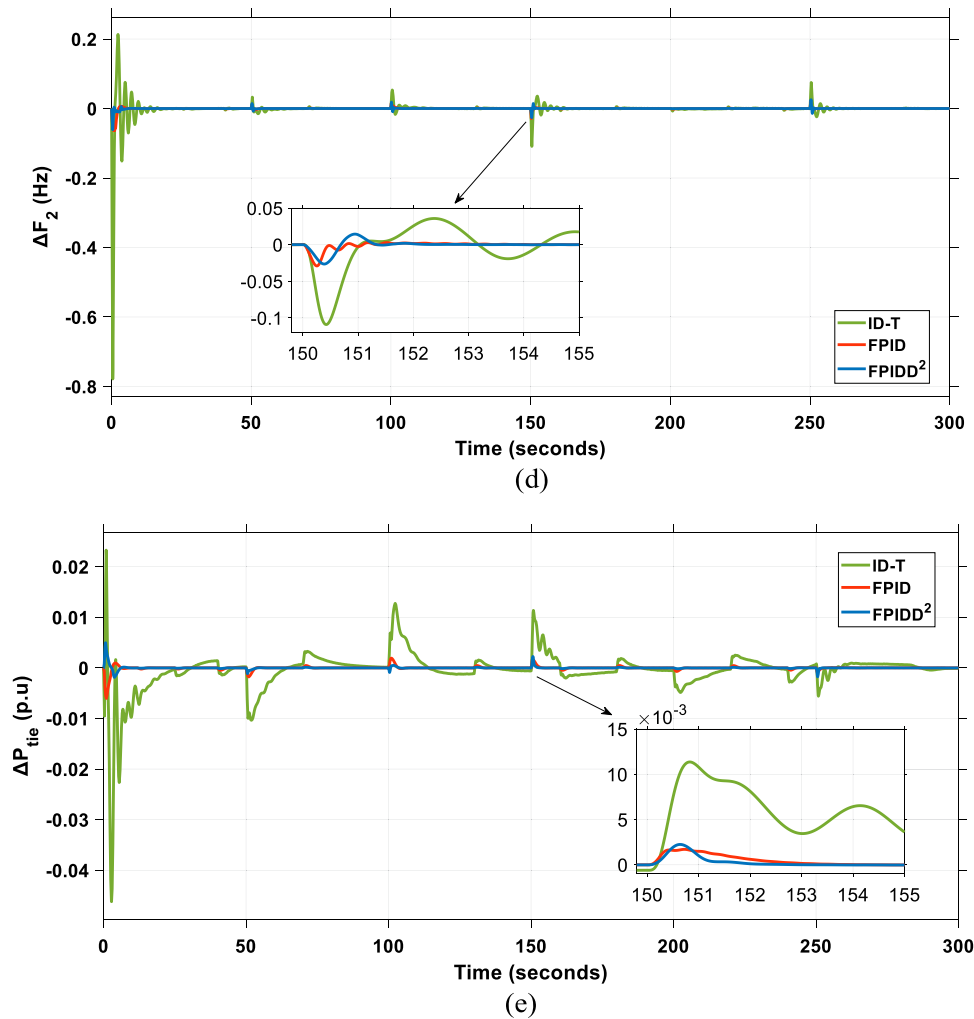 0.2
0
-0.2
-0.4
-0.6
-0.8
ΔF2 (Hz)
0.05
0
-0.05
-0.1
150 151 152 153 154 155
ID-T
FPID
FPIDD²
0 50 100 150 200 250 300
Time (seconds)
(d)
0.02
0.01
0
-0.01
-0.02
-0.03
-0.04
ΔPtie (p.u)
ID-T
FPID
FPIDD²
×10-3
15
10
5
0
150 151 152 153 154 155
0 50 100 150 200 250 300
Time (seconds)
(e)